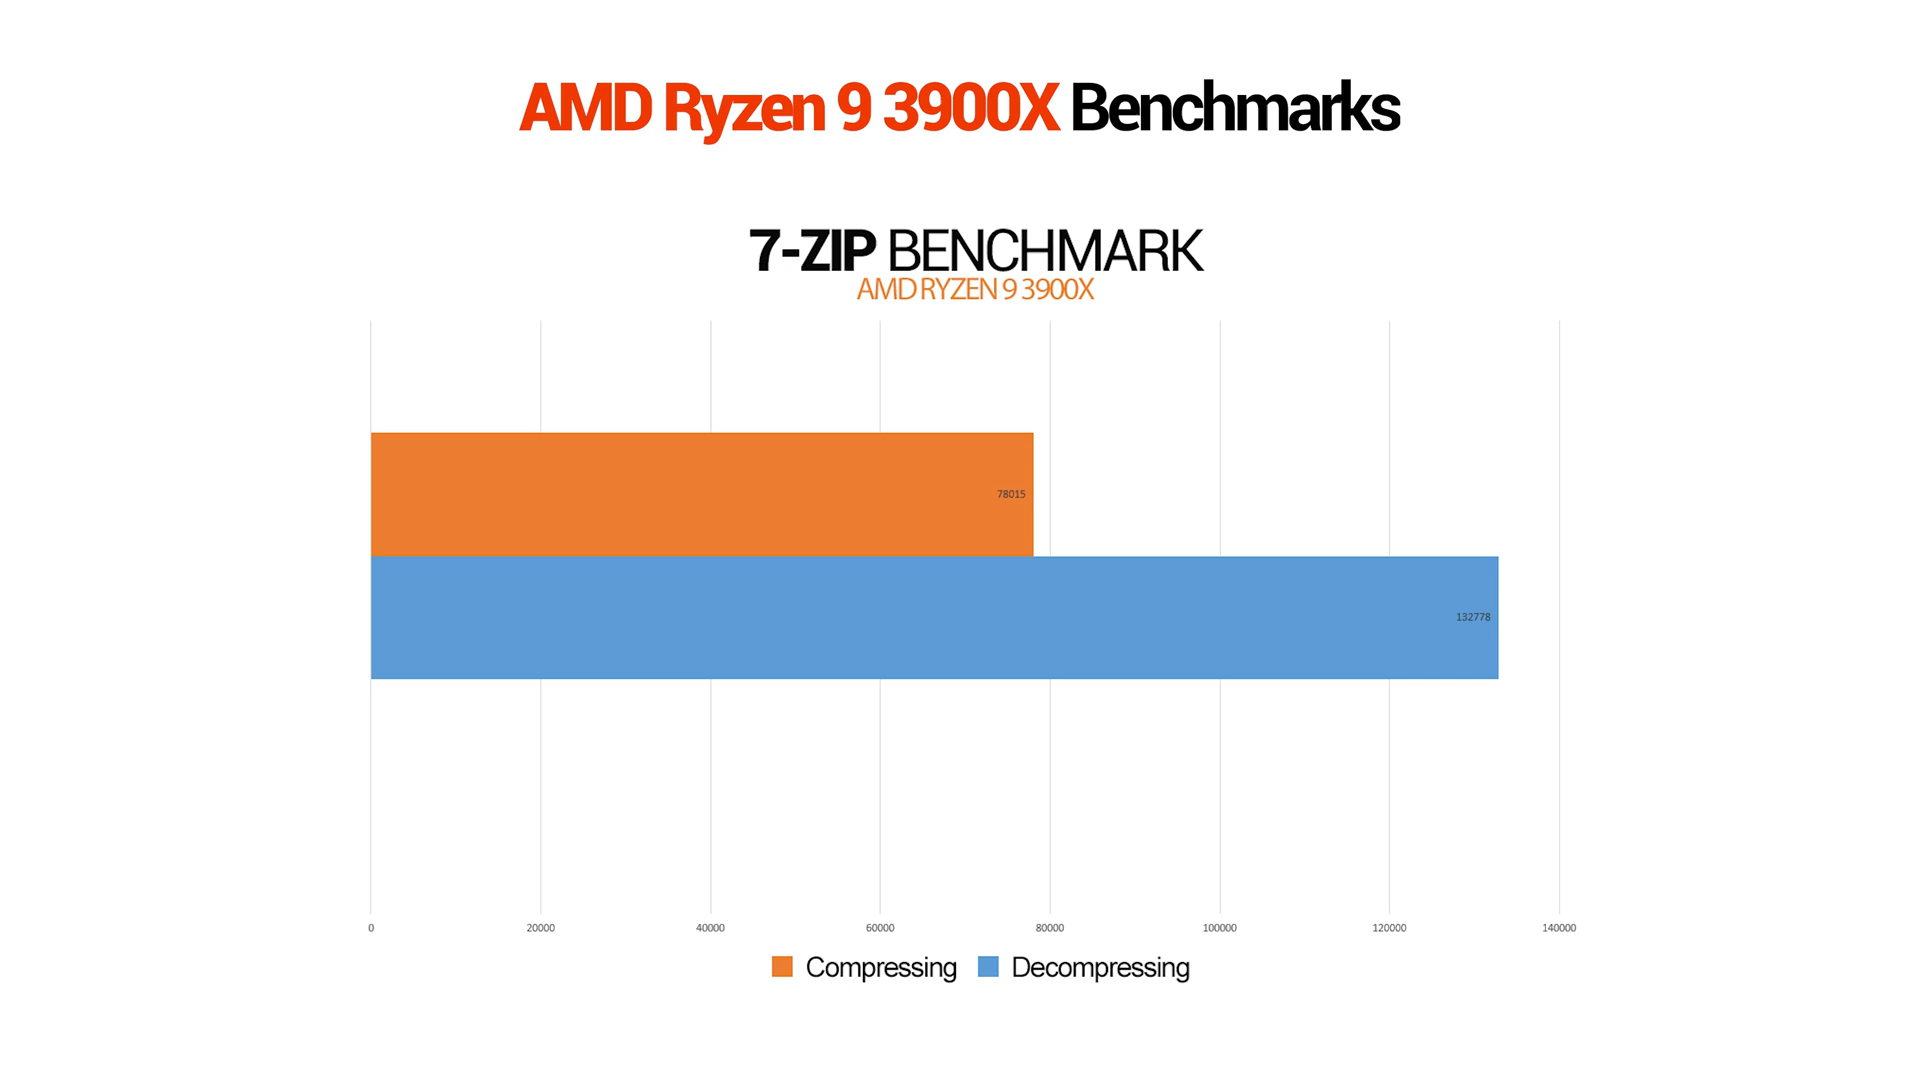 AMD Ryzen 9 3900X Benchmarks
7-ZIP BENCHMARK
AMD RYZEN 9 3900X
78015
132778
0 20000 40000 60000 80000 100000 120000 140000
Compressing Decompressing